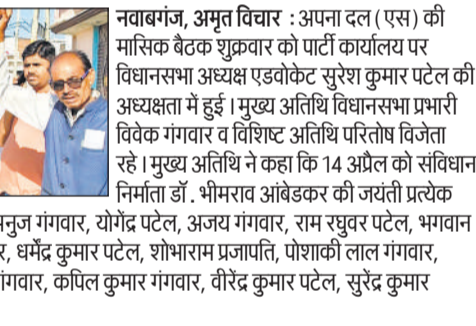 नवाबगंज, अमृत विचार : अपना दल ( एस ) की
मासिक बैठक शुक्रवार को पार्टी कार्यालय पर
विधानसभा अध्यक्ष एडवोकेट सुरेश कुमार पटेल की
अध्यक्षता में हुई । मुख्य अतिथि विधानसभा प्रभारी
विवेक गंगवार व विशिष्ट अतिथि परितोष विजेता
रहे । मुख्य अतिथि ने कहा कि 14 अप्रैल को संविधान
निर्माता डॉ . भीमराव आंबेडकर की जयंती प्रत्येक
गंगवार, योगेंद्र पटेल, अजय गंगवार, राम रघुवर पटेल, भगवान
धर्मेंद्र कुमार पटेल, शोभाराम प्रजापति, पोशाकी लाल गंगवार,
कपिल कुमार गंगवार, वीरेंद्र कुमार पटेल, सुरेंद्र कुमार